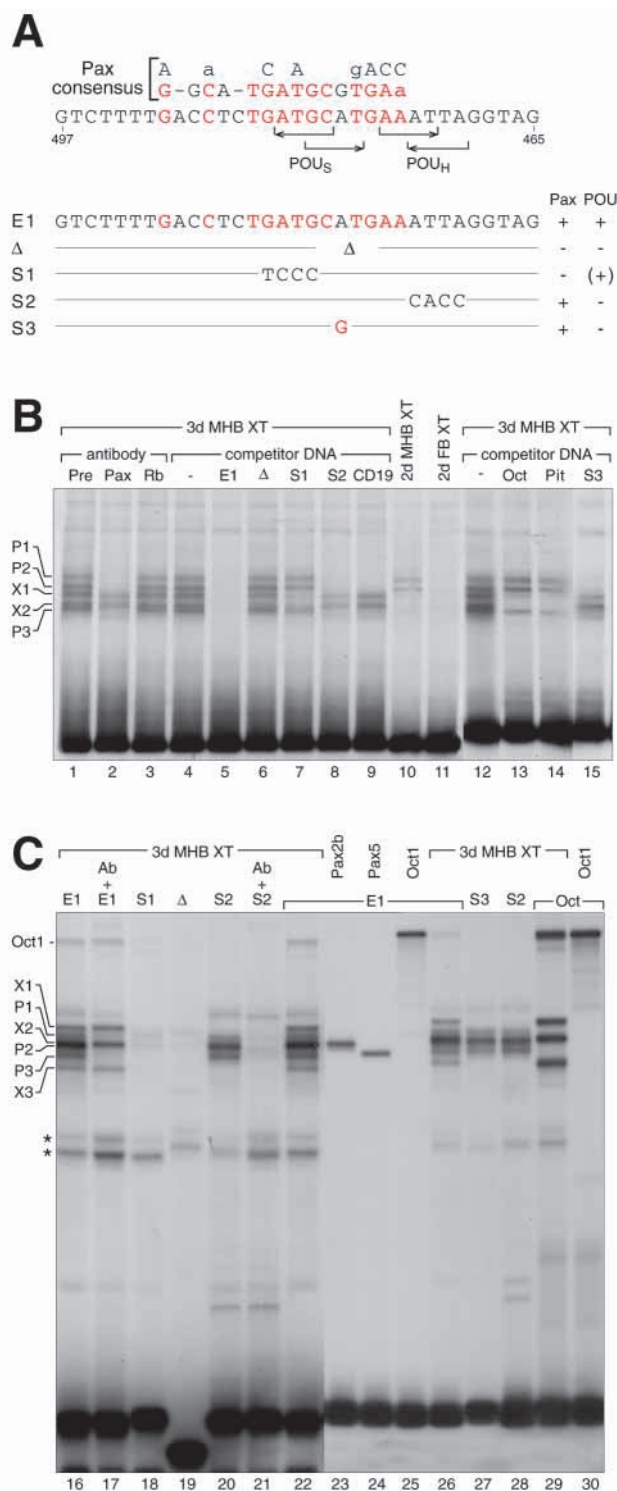 A
A a C A gACC
Pax consensus
G-GCA-TGATGCGTGAa
GTCTTTTGACCTCTGATGCATGAAATTAGGTAG
497 465
POUS POUH
Pax POU
E1 GTCTTTTGACCTCTGATGCATGAAATTAGGTAG + +
Δ Δ - -
S1 TCCC - (+)
S2 CACC + -
S3 G + -
B
3d MHB XT 2d MHB XT 2d FB XT 3d MHB XT
antibody competitor DNA competitor DNA
Pre Pax Rb - E1 Δ S1 S2 CD19 - Oct Pit S3
P1
P2
X1
X2
P3
1 2 3 4 5 6 7 8 9 10 11 12 13 14 15
C
3d MHB XT Pax2b Pax5 Oct1 3d MHB XT Oct1
E1 Ab + E1 S1 Δ S2 Ab + S2 E1 S3 S2 Oct
Oct1 -
X1
P1
X2
P2
P3
X3
*
*
16 17 18 19 20 21 22 23 24 25 26 27 28 29 30